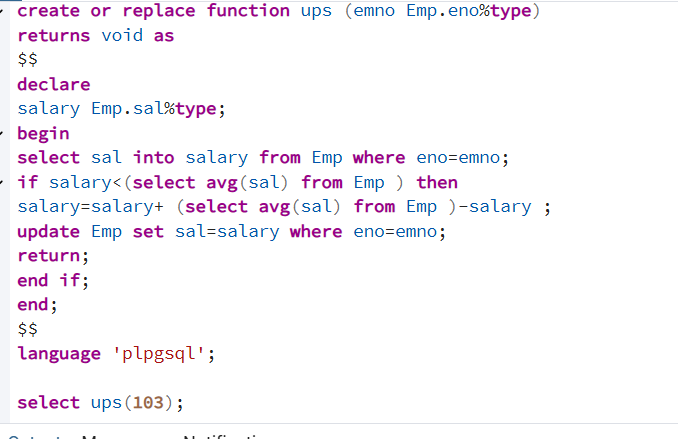 create or replace function ups (emno Emp.eno%type)
returns void as
$$
declare
salary Emp.sal%type;
begin
select sal into salary from Emp where eno=emno;
if salary<(select avg(sal) from Emp ) then
salary=salary+ (select avg(sal) from Emp )-salary ;
update Emp set sal=salary where eno=emno;
return;
end if;
end;
$$
language 'plpgsql';
select ups(103);